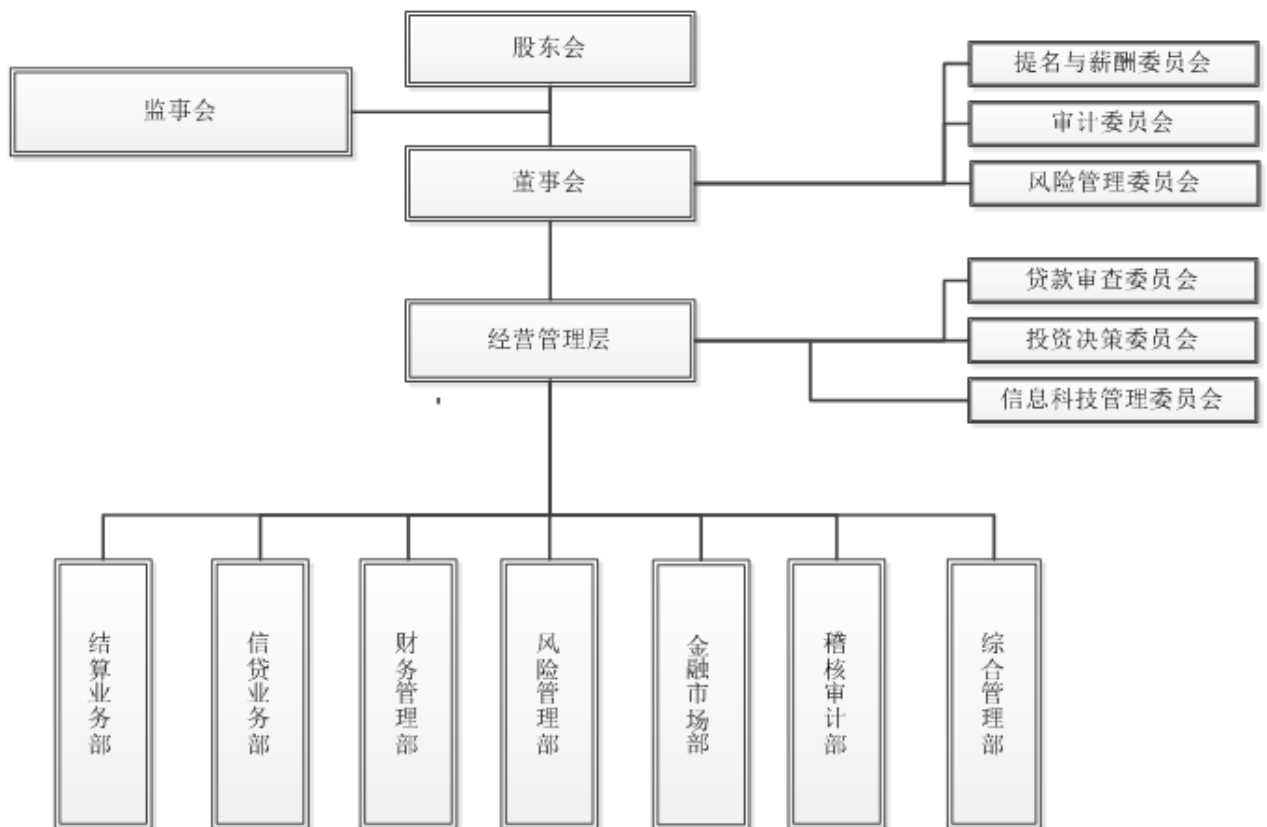 股东会
监事会
董事会
提名与薪酬委员会
审计委员会
风险管理委员会
经营管理层
贷款审查委员会
投资决策委员会
信息科技管理委员会
结算业务部
信贷业务部
财务管理部
风险管理部
金融市场部
稽核审计部
综合管理部